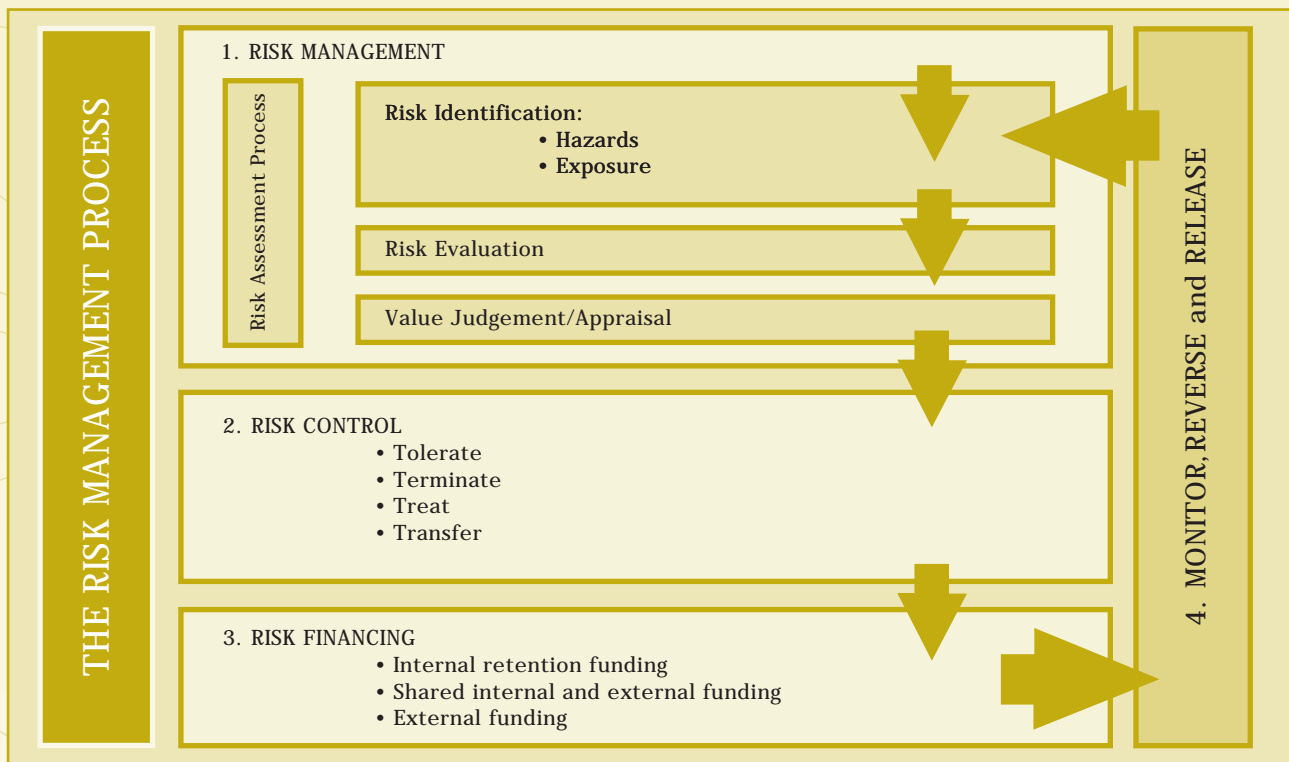 THE RISK MANAGEMENT PROCESS
1. RISK MANAGEMENT
Risk Assessment Process
Risk Identification:
• Hazards
• Exposure
Risk Evaluation
Value Judgement/Appraisal
2. RISK CONTROL
• Tolerate
• Terminate
• Treat
• Transfer
3. RISK FINANCING
• Internal retention funding
• Shared internal and external funding
• External funding
4. MONITOR,REVERSE and RELEASE